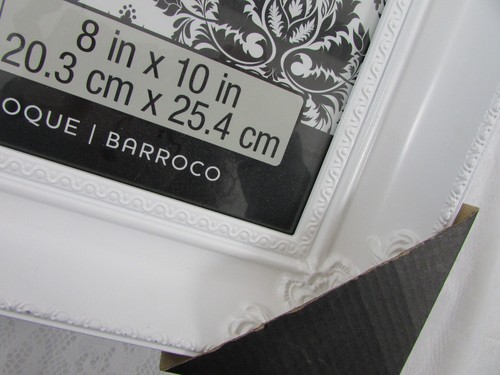 8 in x 10 in
20.3 cm x 25.4 cm
OQUE | BARROCO